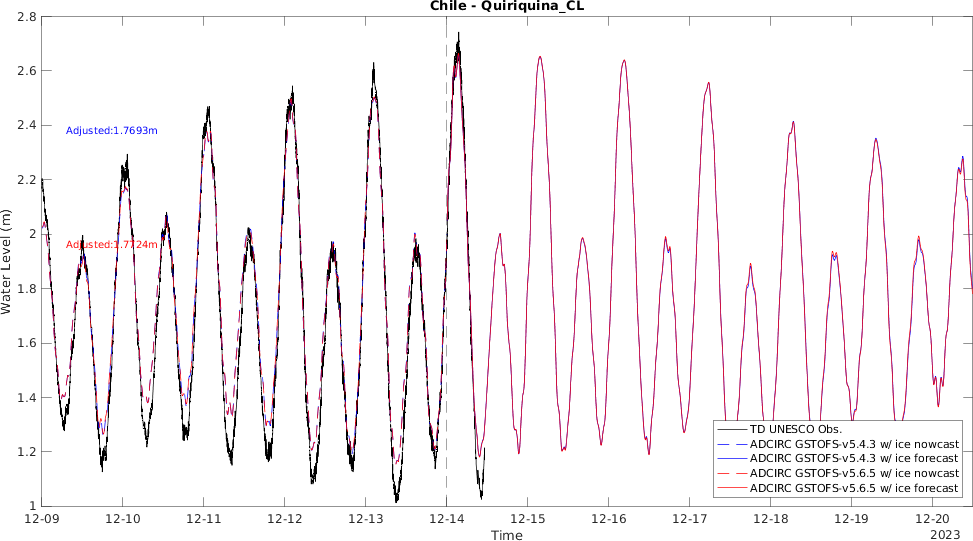 Chile - Quiriquina_CL
2.8
2.6
2.4
2.2
2
1.8
1.6
1.4
1.2
1
Water Level (m)
Adjusted:1.7693m
Adjusted:1.7724m
TD UNESCO Obs.
ADCIRC GSTOFS-v5.4.3 w/ ice nowcast
ADCIRC GSTOFS-v5.4.3 w/ ice forecast
ADCIRC GSTOFS-v5.6.5 w/ ice nowcast
ADCIRC GSTOFS-v5.6.5 w/ ice forecast
12-09 12-10 12-11 12-12 12-13 12-14 12-15 12-16 12-17 12-18 12-19 12-20
Time
2023